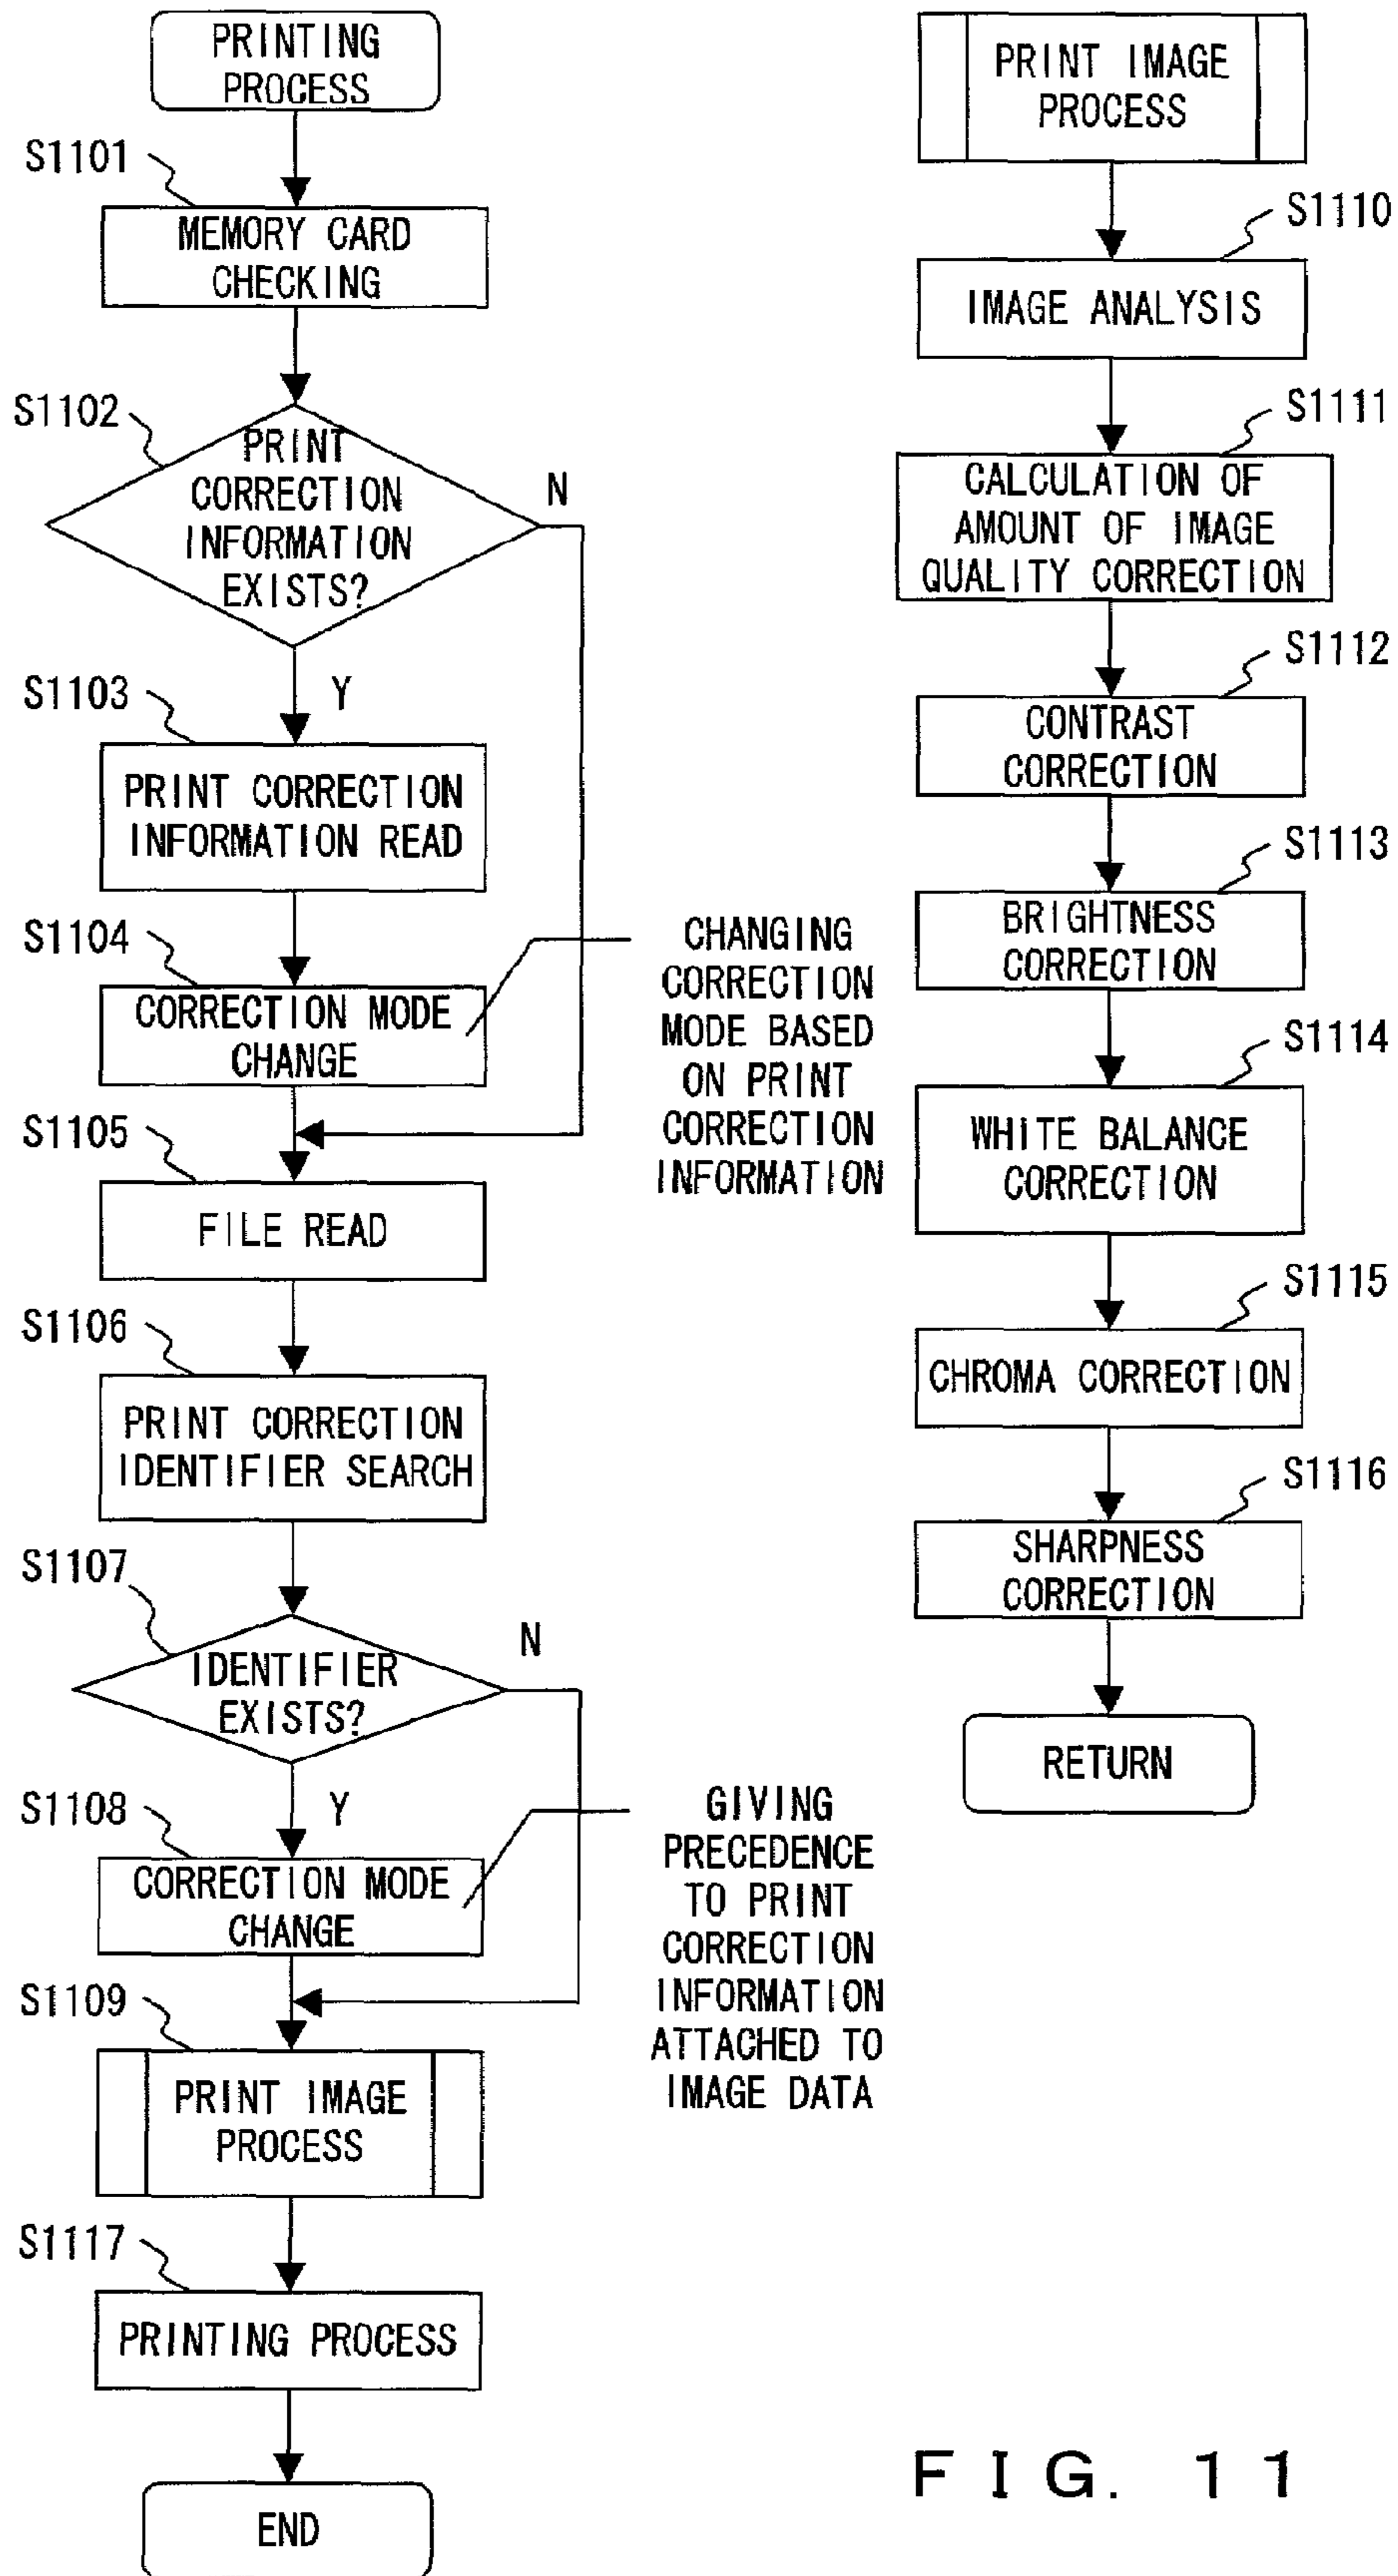 PRINTING
PROCESS
S1101
MEMORY CARD
CHECKING
S1102
PRINT
CORRECTION
INFORMATION
EXISTS?
N
Y
S1103
PRINT CORRECTION
INFORMATION READ
S1104
CORRECTION MODE
CHANGE
CHANGING
CORRECTION
MODE BASED
ON PRINT
CORRECTION
INFORMATION
S1105
FILE READ
S1106
PRINT CORRECTION
IDENTIFIER SEARCH
S1107
IDENTIFIER
EXISTS?
N
Y
S1108
CORRECTION MODE
CHANGE
GIVING
PRECEDENCE
TO PRINT
CORRECTION
INFORMATION
ATTACHED TO
IMAGE DATA
S1109
PRINT IMAGE
PROCESS
S1117
PRINTING PROCESS
END
PRINT IMAGE
PROCESS
S1110
IMAGE ANALYSIS
S1111
CALCULATION OF
AMOUNT OF IMAGE
QUALITY CORRECTION
S1112
CONTRAST
CORRECTION
S1113
BRIGHTNESS
CORRECTION
S1114
WHITE BALANCE
CORRECTION
S1115
CHROMA CORRECTION
S1116
SHARPNESS
CORRECTION
RETURN
FIG. 11